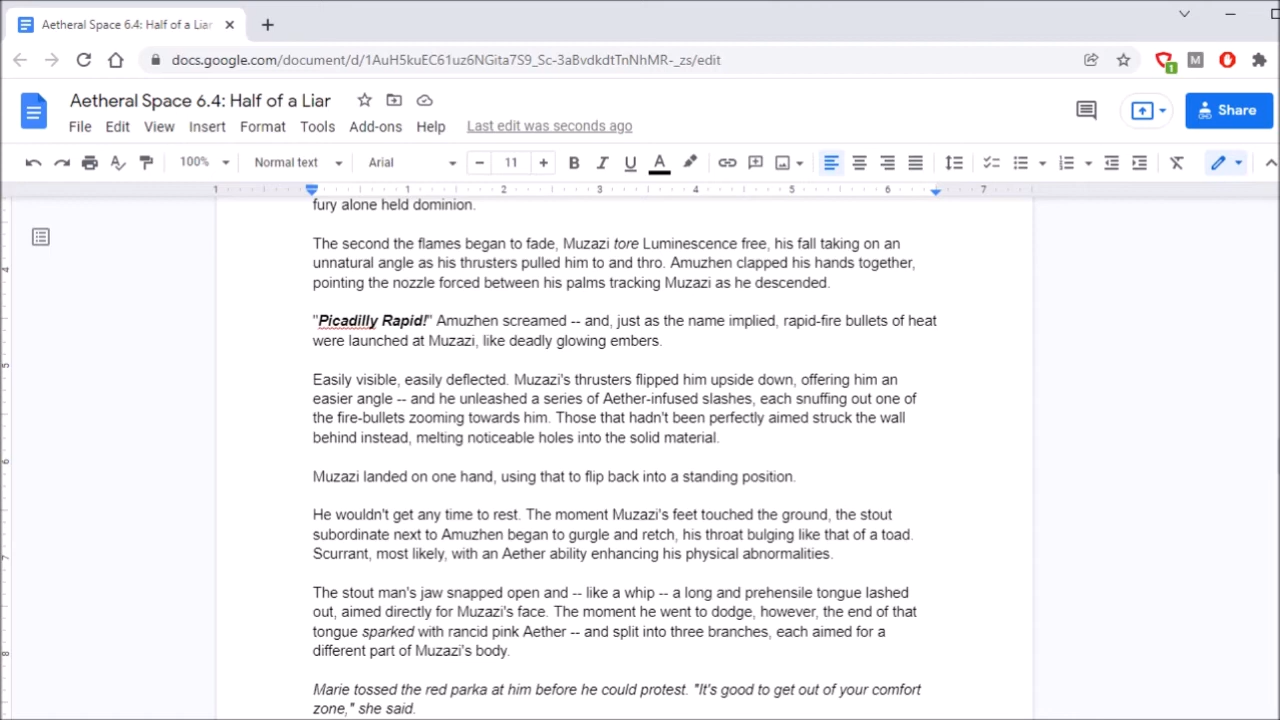 Aetheral Space 6.4: Half of a Liar
docs.google.com/document/d/1AuH5kuEC61uz6NGita7S9_Sc-3aBvdkdtTnNhMR-_zs/edit
1
M
Aetheral Space 6.4: Half of a Liar
File Edit View Insert Format Tools Add-ons Help Last edit was seconds ago
Share
100% Normal text Arial 11 B I U A
1 1 2 3 4 5 6 7
fury alone held dominion.
The second the flames began to fade, Muzazi tore Luminescence free, his fall taking on an
unnatural angle as his thrusters pulled him to and thro. Amuzhen clapped his hands together,
pointing the nozzle forced between his palms tracking Muzazi as he descended.
"Picadilly Rapid!" Amuzhen screamed -- and, just as the name implied, rapid-fire bullets of heat
were launched at Muzazi, like deadly glowing embers.
Easily visible, easily deflected. Muzazi's thrusters flipped him upside down, offering him an
easier angle -- and he unleashed a series of Aether-infused slashes, each snuffing out one of
the fire-bullets zooming towards him. Those that hadn't been perfectly aimed struck the wall
behind instead, melting noticeable holes into the solid material.
Muzazi landed on one hand, using that to flip back into a standing position.
He wouldn't get any time to rest. The moment Muzazi's feet touched the ground, the stout
subordinate next to Amuzhen began to gurgle and retch, his throat bulging like that of a toad.
Scurrant, most likely, with an Aether ability enhancing his physical abnormalities.
The stout man's jaw snapped open and -- like a whip -- a long and prehensile tongue lashed
out, aimed directly for Muzazi's face. The moment he went to dodge, however, the end of that
tongue sparked with rancid pink Aether -- and split into three branches, each aimed for a
different part of Muzazi's body.
Marie tossed the red parka at him before he could protest. "It's good to get out of your comfort
zone," she said.
4
5
6
7
8